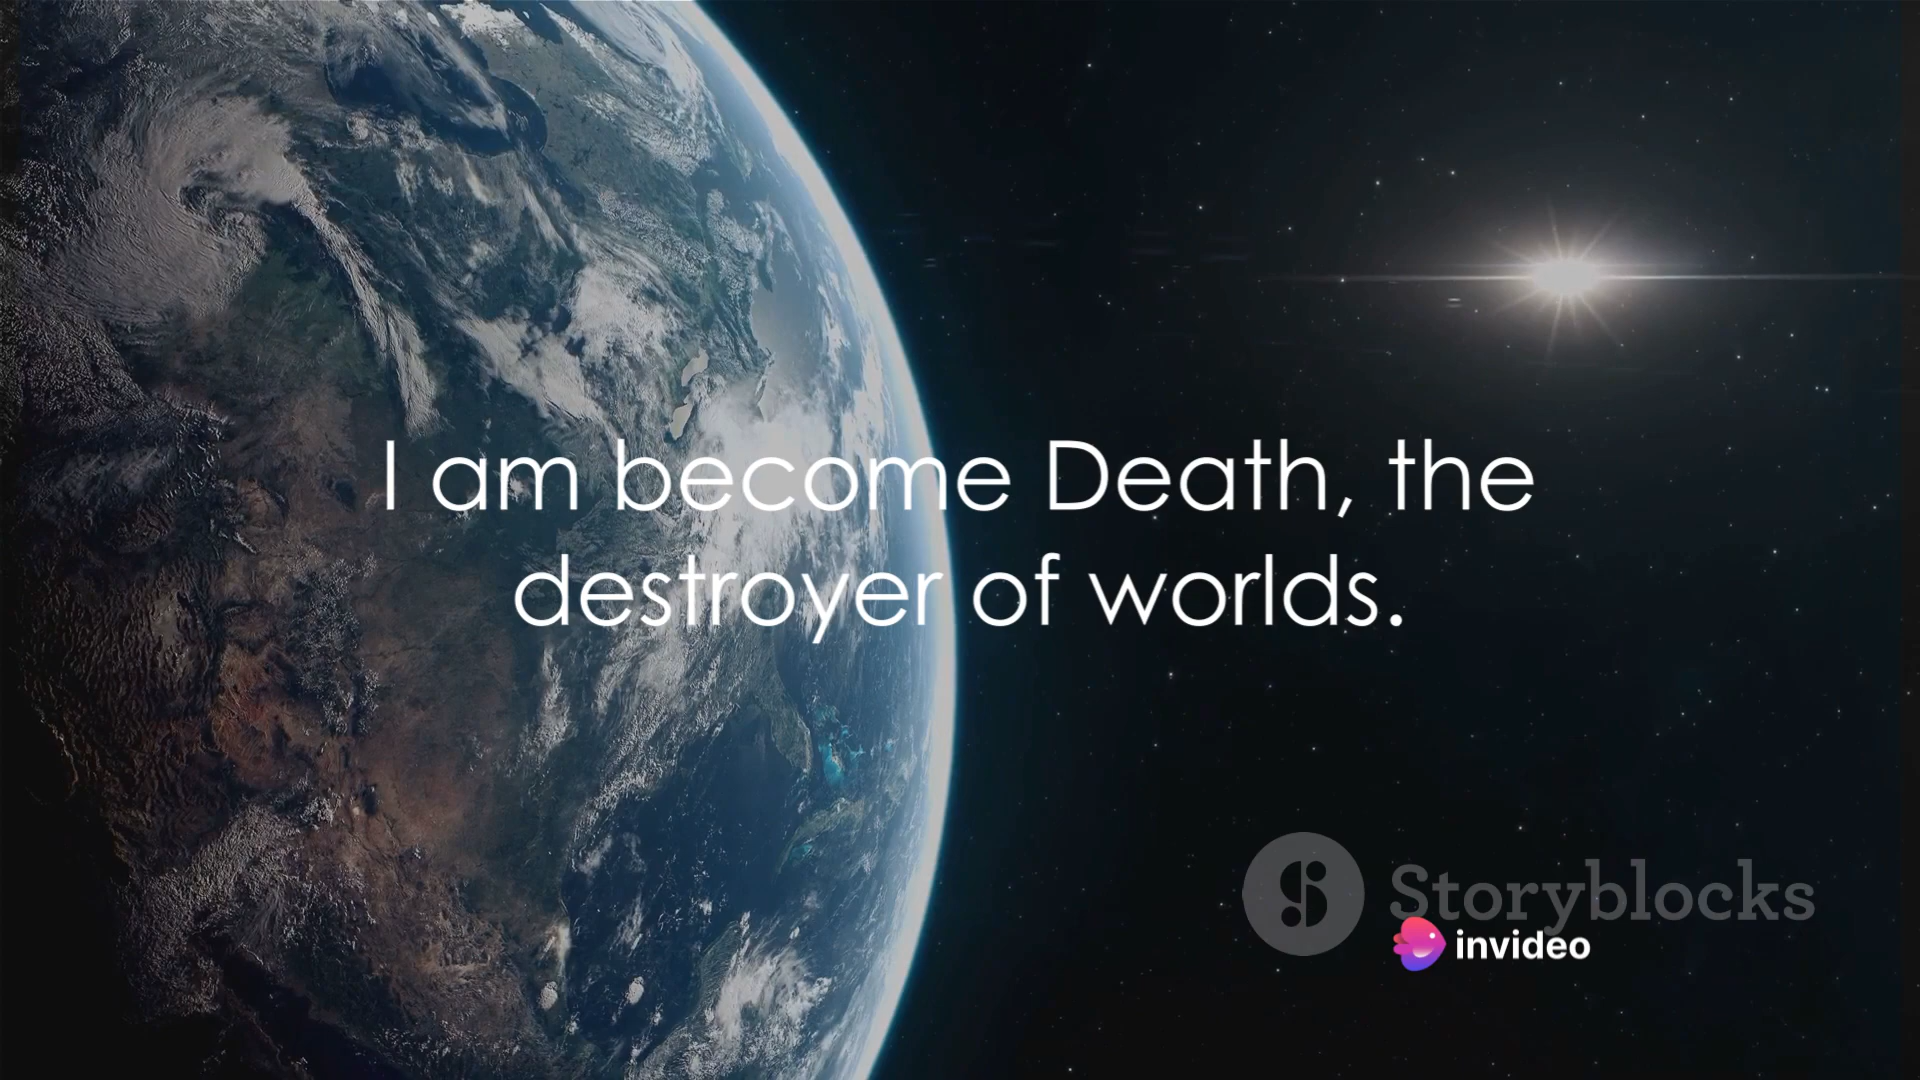 I am become Death, the
destroyer of worlds.
Storyblocks
invideo